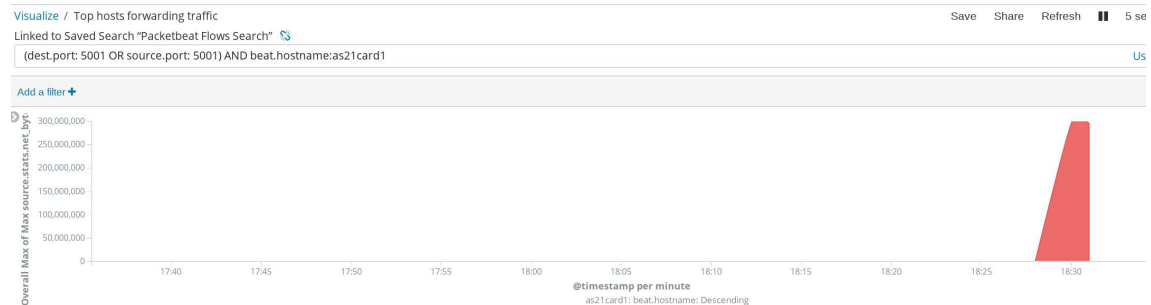 Visualize / Top hosts forwarding traffic
Save Share Refresh 5 se
Linked to Saved Search “Packetbeat Flows Search”
(dest.port: 5001 OR source.port: 5001) AND beat.hostname:as21card1
Us
Add a filter +
Overall Max of Max source.stats.net_byt
300,000,000
250,000,000
200,000,000
150,000,000
100,000,000
50,000,000
0
17:40 17:45 17:50 17:55 18:00 18:05 18:10 18:15 18:20 18:25 18:30
@timestamp per minute
as21card1: beat.hostname: Descending